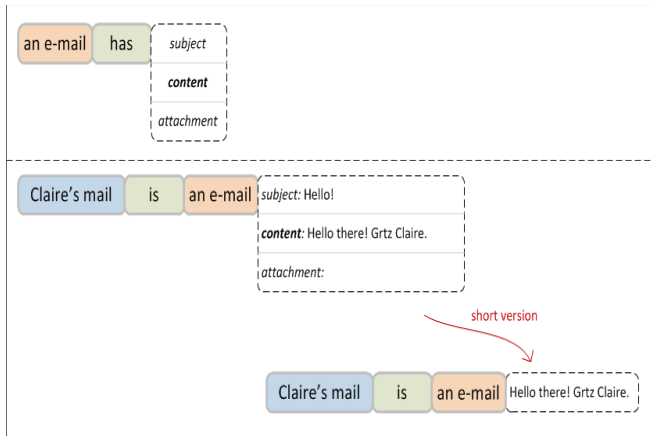 an e-mail has subject
content
attachment
Claire's mail is an e-mail subject: Hello!
content: Hello there! Grtz Claire.
attachment:
short version
Claire's mail is an e-mail Hello there! Grtz Claire.